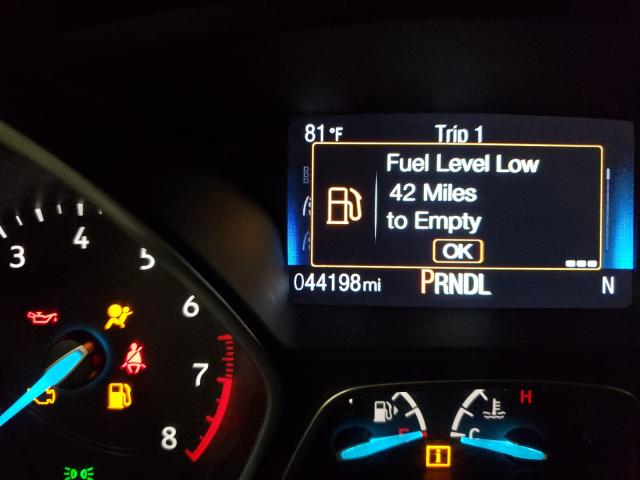 81°F Trip 1
Fuel Level Low
42 Miles
to Empty
OK
044198mi PRNDL N
3 4 5 6 7 8
E C H
i